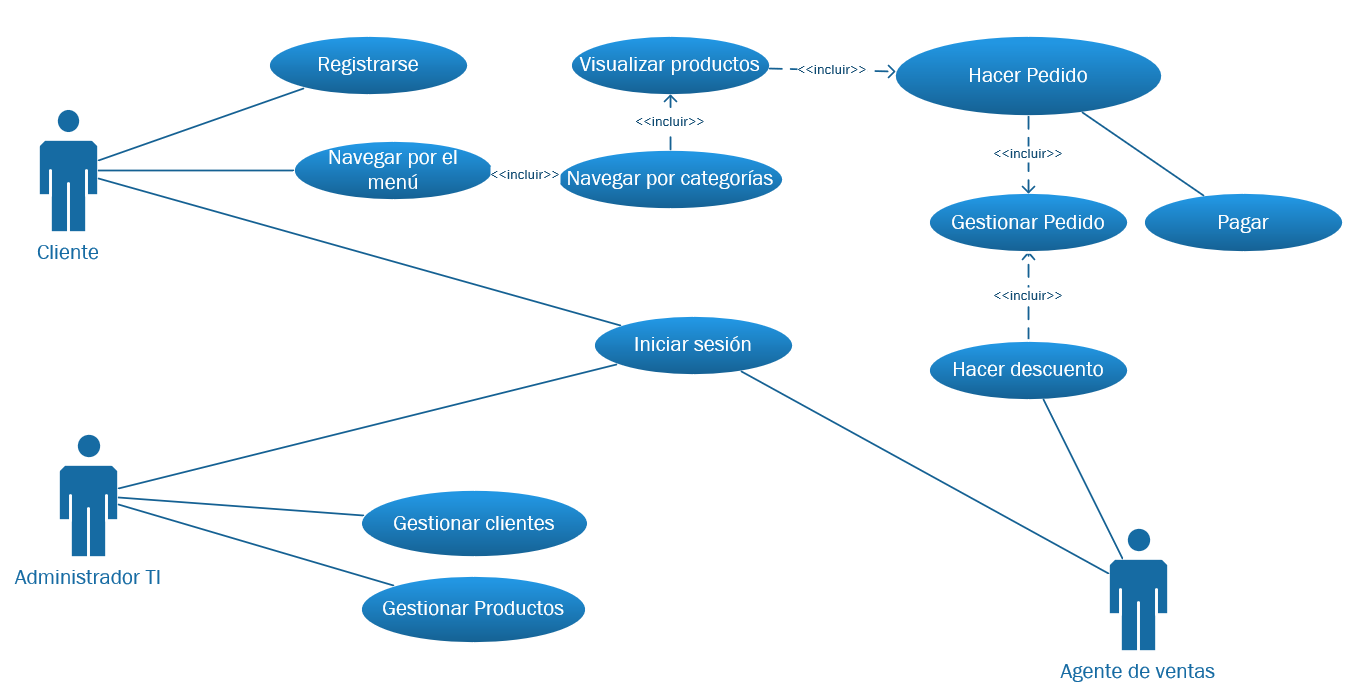 Registrarse
Visualizar productos
<<incluir>>
Hacer Pedido
<<incluir>>
Navegar por el
menú
<<incluir>>
Navegar por categorías
<<incluir>>
Cliente
Gestionar Pedido
Pagar
<<incluir>>
Iniciar sesión
Hacer descuento
Administrador TI
Gestionar clientes
Gestionar Productos
Agente de ventas